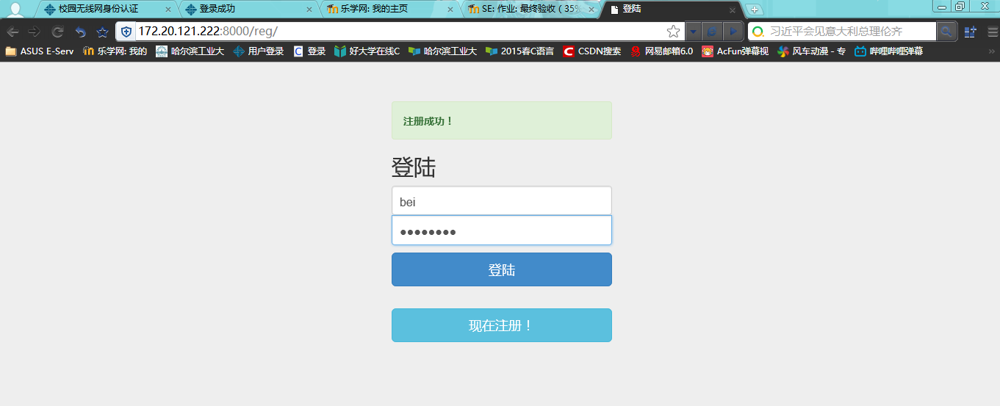 校园无线网身份认证
登录成功
乐学网: 我的主页
SE: 作业: 最终验收（35%
登陆
172.20.121.222:8000/reg/
习近平会见意大利总理伦齐
ASUS E-Serv
乐学网: 我的
哈尔滨工业大
用户登录
登录
好大学在线C
哈尔滨工业大
2015春C语言
CSDN搜索
网易邮箱6.0
AcFun弹幕视
风车动漫 - 专
哔哩哔哩弹幕
注册成功！
登陆
bei
●●●●●●●●
登陆
现在注册！